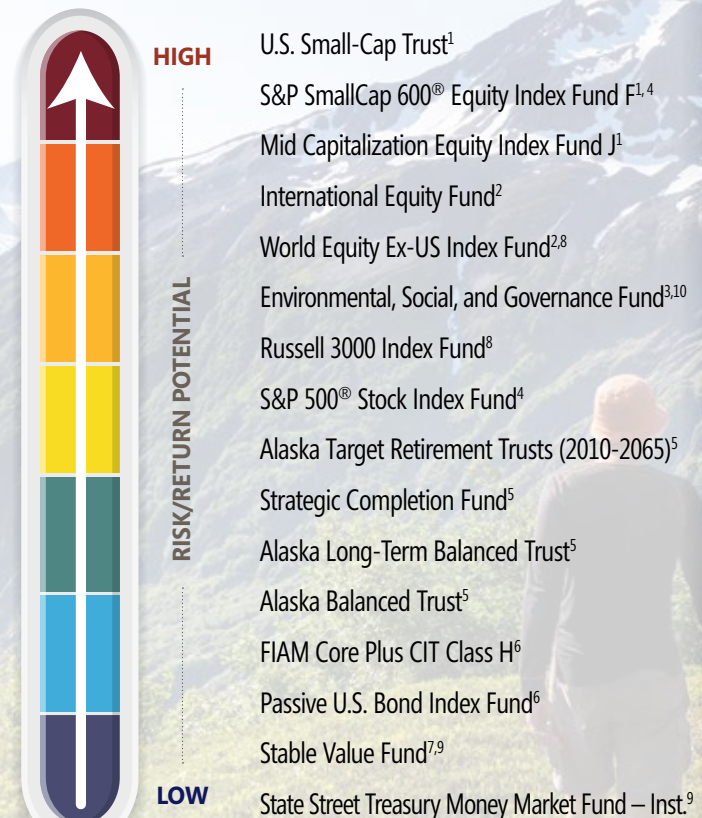 HIGH
RISK/RETURN POTENTIAL
LOW
U.S. Small-Cap Trust¹
S&P SmallCap 600® Equity Index Fund F¹, ⁴
Mid Capitalization Equity Index Fund J¹
International Equity Fund²
World Equity Ex-US Index Fund²,⁸
Environmental, Social, and Governance Fund³,¹⁰
Russell 3000 Index Fund⁸
S&P 500® Stock Index Fund⁴
Alaska Target Retirement Trusts (2010-2065)⁵
Strategic Completion Fund⁵
Alaska Long-Term Balanced Trust⁵
Alaska Balanced Trust⁵
FIAM Core Plus CIT Class H⁶
Passive U.S. Bond Index Fund⁶
Stable Value Fund⁷,⁹
State Street Treasury Money Market Fund – Inst.⁹